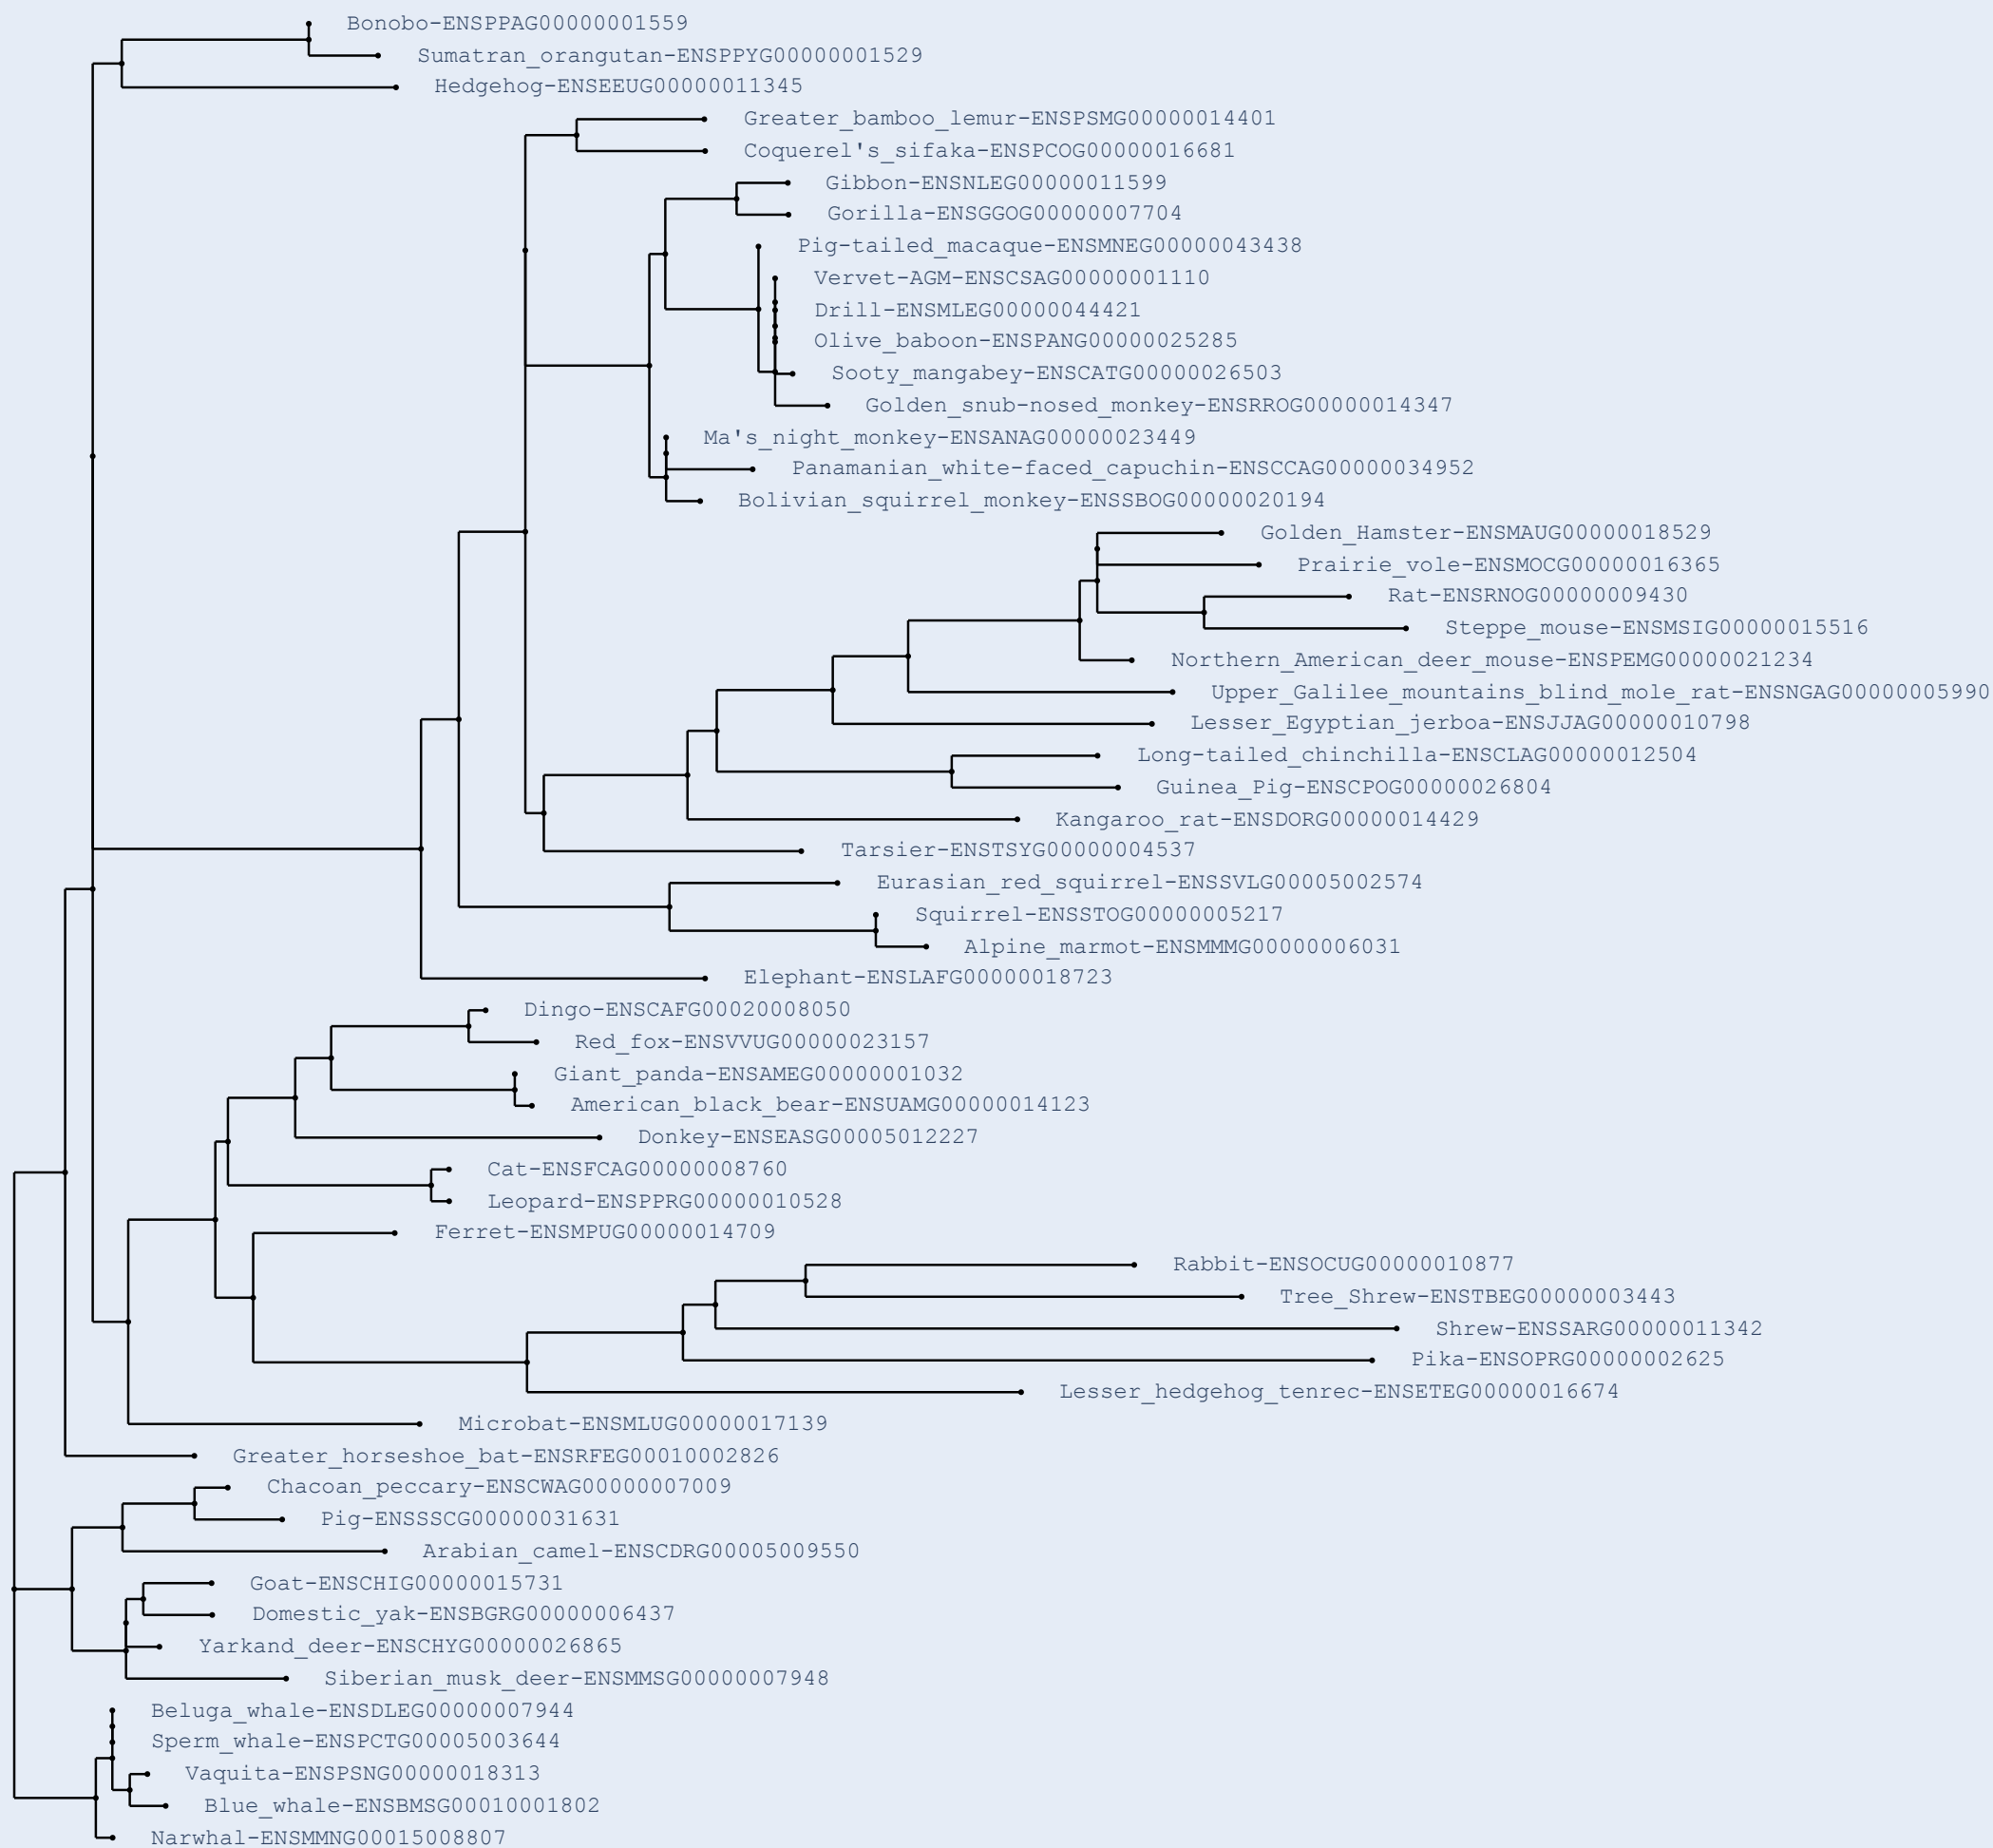 Bonobo-ENSPPAG00000001559
Sumatran_orangutan-ENSPPYG00000001529
Hedgehog-ENSEEUG00000011345
Greater_bamboo_lemur-ENSPSMG00000014401
Coquerel's_sifaka-ENSPCOG00000016681
Gibbon-ENSNLEG00000011599
Gorilla-ENSGGOG00000007704
Pig-tailed_macaque-ENSMNEG00000043438
Vervet-AGM-ENSCSAG00000001110
Drill-ENSMLEG00000044421
Olive_baboon-ENSPANG00000025285
Sooty_mangabey-ENSCATG00000026503
Golden_snub-nosed_monkey-ENSRROG00000014347
Ma's_night_monkey-ENSANAG00000023449
Panamanian_white-faced_capuchin-ENSCCAG00000034952
Bolivian_squirrel_monkey-ENSSBOG00000020194
Golden_Hamster-ENSMAUG00000018529
Prairie_vole-ENSMOCG00000016365
Rat-ENSRNOG00000009430
Steppe_mouse-ENSMSIG00000015516
Northern_American_deer_mouse-ENSPEMG00000021234
Upper_Galilee_mountains_blind_mole_rat-ENSNGAG00000005990
Lesser_Egyptian_jerboa-ENSJJAG00000010798
Long-tailed_chinchilla-ENSCLAG00000012504
Guinea_Pig-ENSCPOG00000026804
Kangaroo_rat-ENSDORG00000014429
Tarsier-ENSTSYG00000004537
Eurasian_red_squirrel-ENSSVLG00005002574
Squirrel-ENSSTOG00000005217
Alpine_marmot-ENSMMMG00000006031
Elephant-ENSLAFG00000018723
Dingo-ENSCAFG00020008050
Red_fox-ENSVVUG00000023157
Giant_panda-ENSAMEG00000001032
American_black_bear-ENSUAMG00000014123
Donkey-ENSEASG00005012227
Cat-ENSFCAG00000008760
Leopard-ENSPPRG00000010528
Ferret-ENSMPUG00000014709
Rabbit-ENSOCUG00000010877
Tree_Shrew-ENSTBEG00000003443
Shrew-ENSSARG00000011342
Pika-ENSOPRG00000002625
Lesser_hedgehog_tenrec-ENSETEG00000016674
Microbat-ENSMLUG00000017139
Greater_horseshoe_bat-ENSRFEG00010002826
Chacoan_peccary-ENSCWAG00000007009
Pig-ENSSSCG00000031631
Arabian_camel-ENSCDRG00005009550
Goat-ENSCHIG00000015731
Domestic_yak-ENSBGRG00000006437
Yarkand_deer-ENSCHYG00000026865
Siberian_musk_deer-ENSMMSG00000007948
Beluga_whale-ENSDLEG00000007944
Sperm_whale-ENSPCTG00005003644
Vaquita-ENSPSNG00000018313
Blue_whale-ENSBMSG00010001802
Narwhal-ENSMMNG00015008807